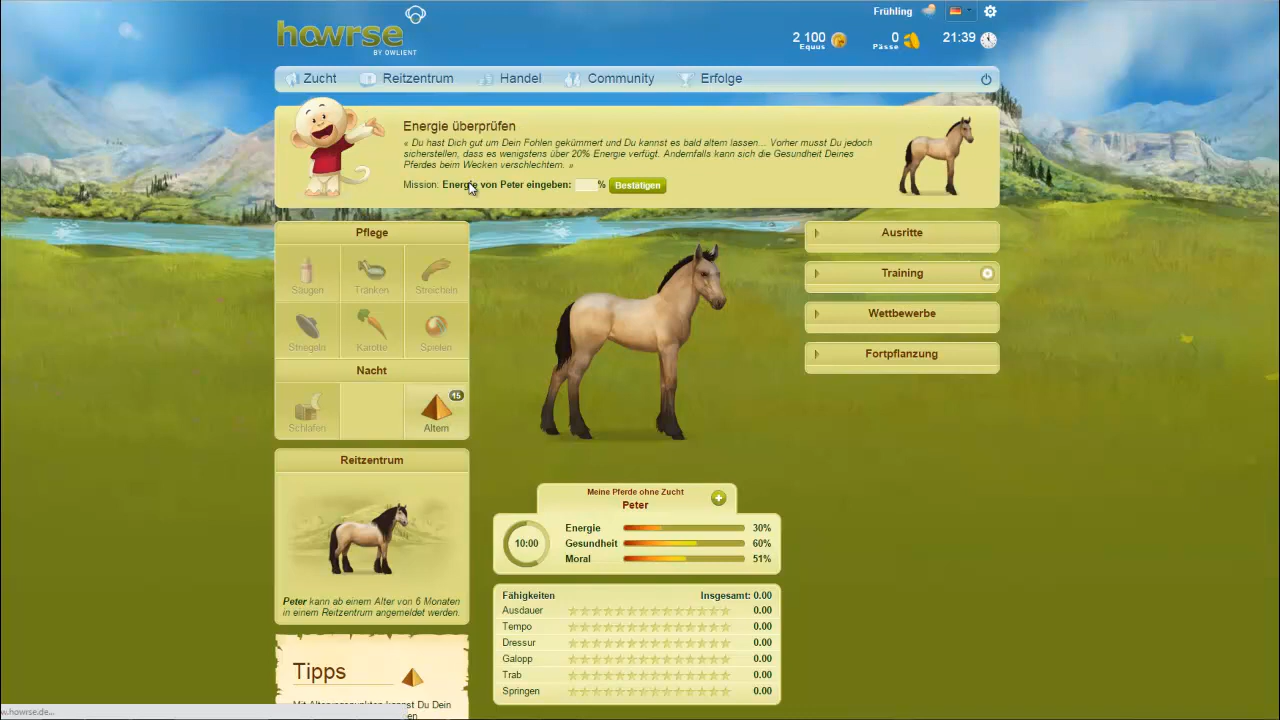 howrse
BY OWLIENT
Frühling
2 100
Equus
0
Pässe
21:39
Zucht
Reitzentrum
Handel
Community
Erfolge
Energie überprüfen
« Du hast Dich gut um Dein Fohlen gekümmert und Du kannst es bald altern lassen... Vorher musst Du jedoch
sicherstellen, dass es wenigstens über 20% Energie verfügt. Andernfalls kann sich die Gesundheit Deines
Pferdes beim Wecken verschlechtern. »
Mission: Energie von Peter eingeben: % Bestätigen
Pflege
Säugen
Tränken
Streicheln
Striegeln
Karotte
Spielen
Nacht
Schlafen
15
Altern
Reitzentrum
Peter kann ab einem Alter von 6 Monaten
in einem Reitzentrum angemeldet werden.
Tipps
Ausritte
Training
Wettbewerbe
Fortpflanzung
Meine Pferde ohne Zucht
Peter
10:00
Energie 30%
Gesundheit 60%
Moral 51%
Fähigkeiten Insgesamt: 0.00
Ausdauer 0.00
Tempo 0.00
Dressur 0.00
Galopp 0.00
Trab 0.00
Springen 0.00
w.howrse.de...